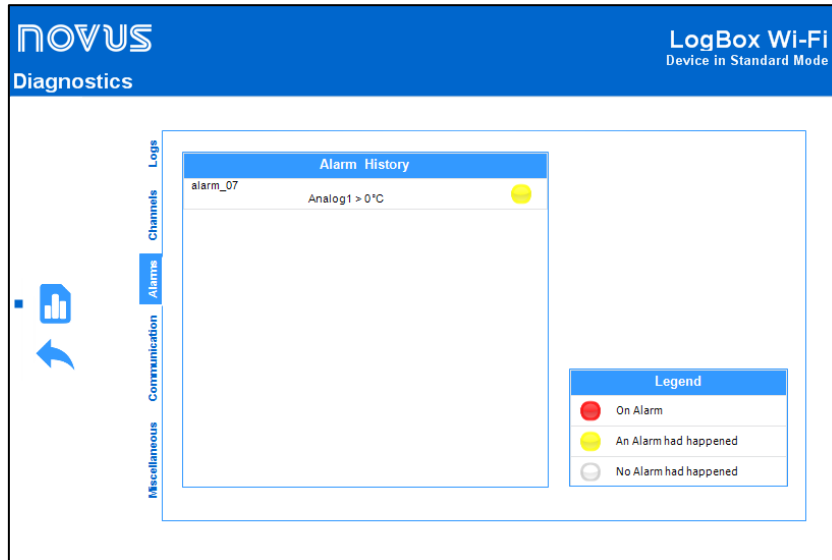 NOVUS
LogBox Wi-Fi
Device in Standard Mode
Diagnostics
Logs
Channels
Alarms
Communication
Miscellaneous
Alarm History
alarm_07
Analog1 > 0°C
Legend
On Alarm
An Alarm had happened
No Alarm had happened